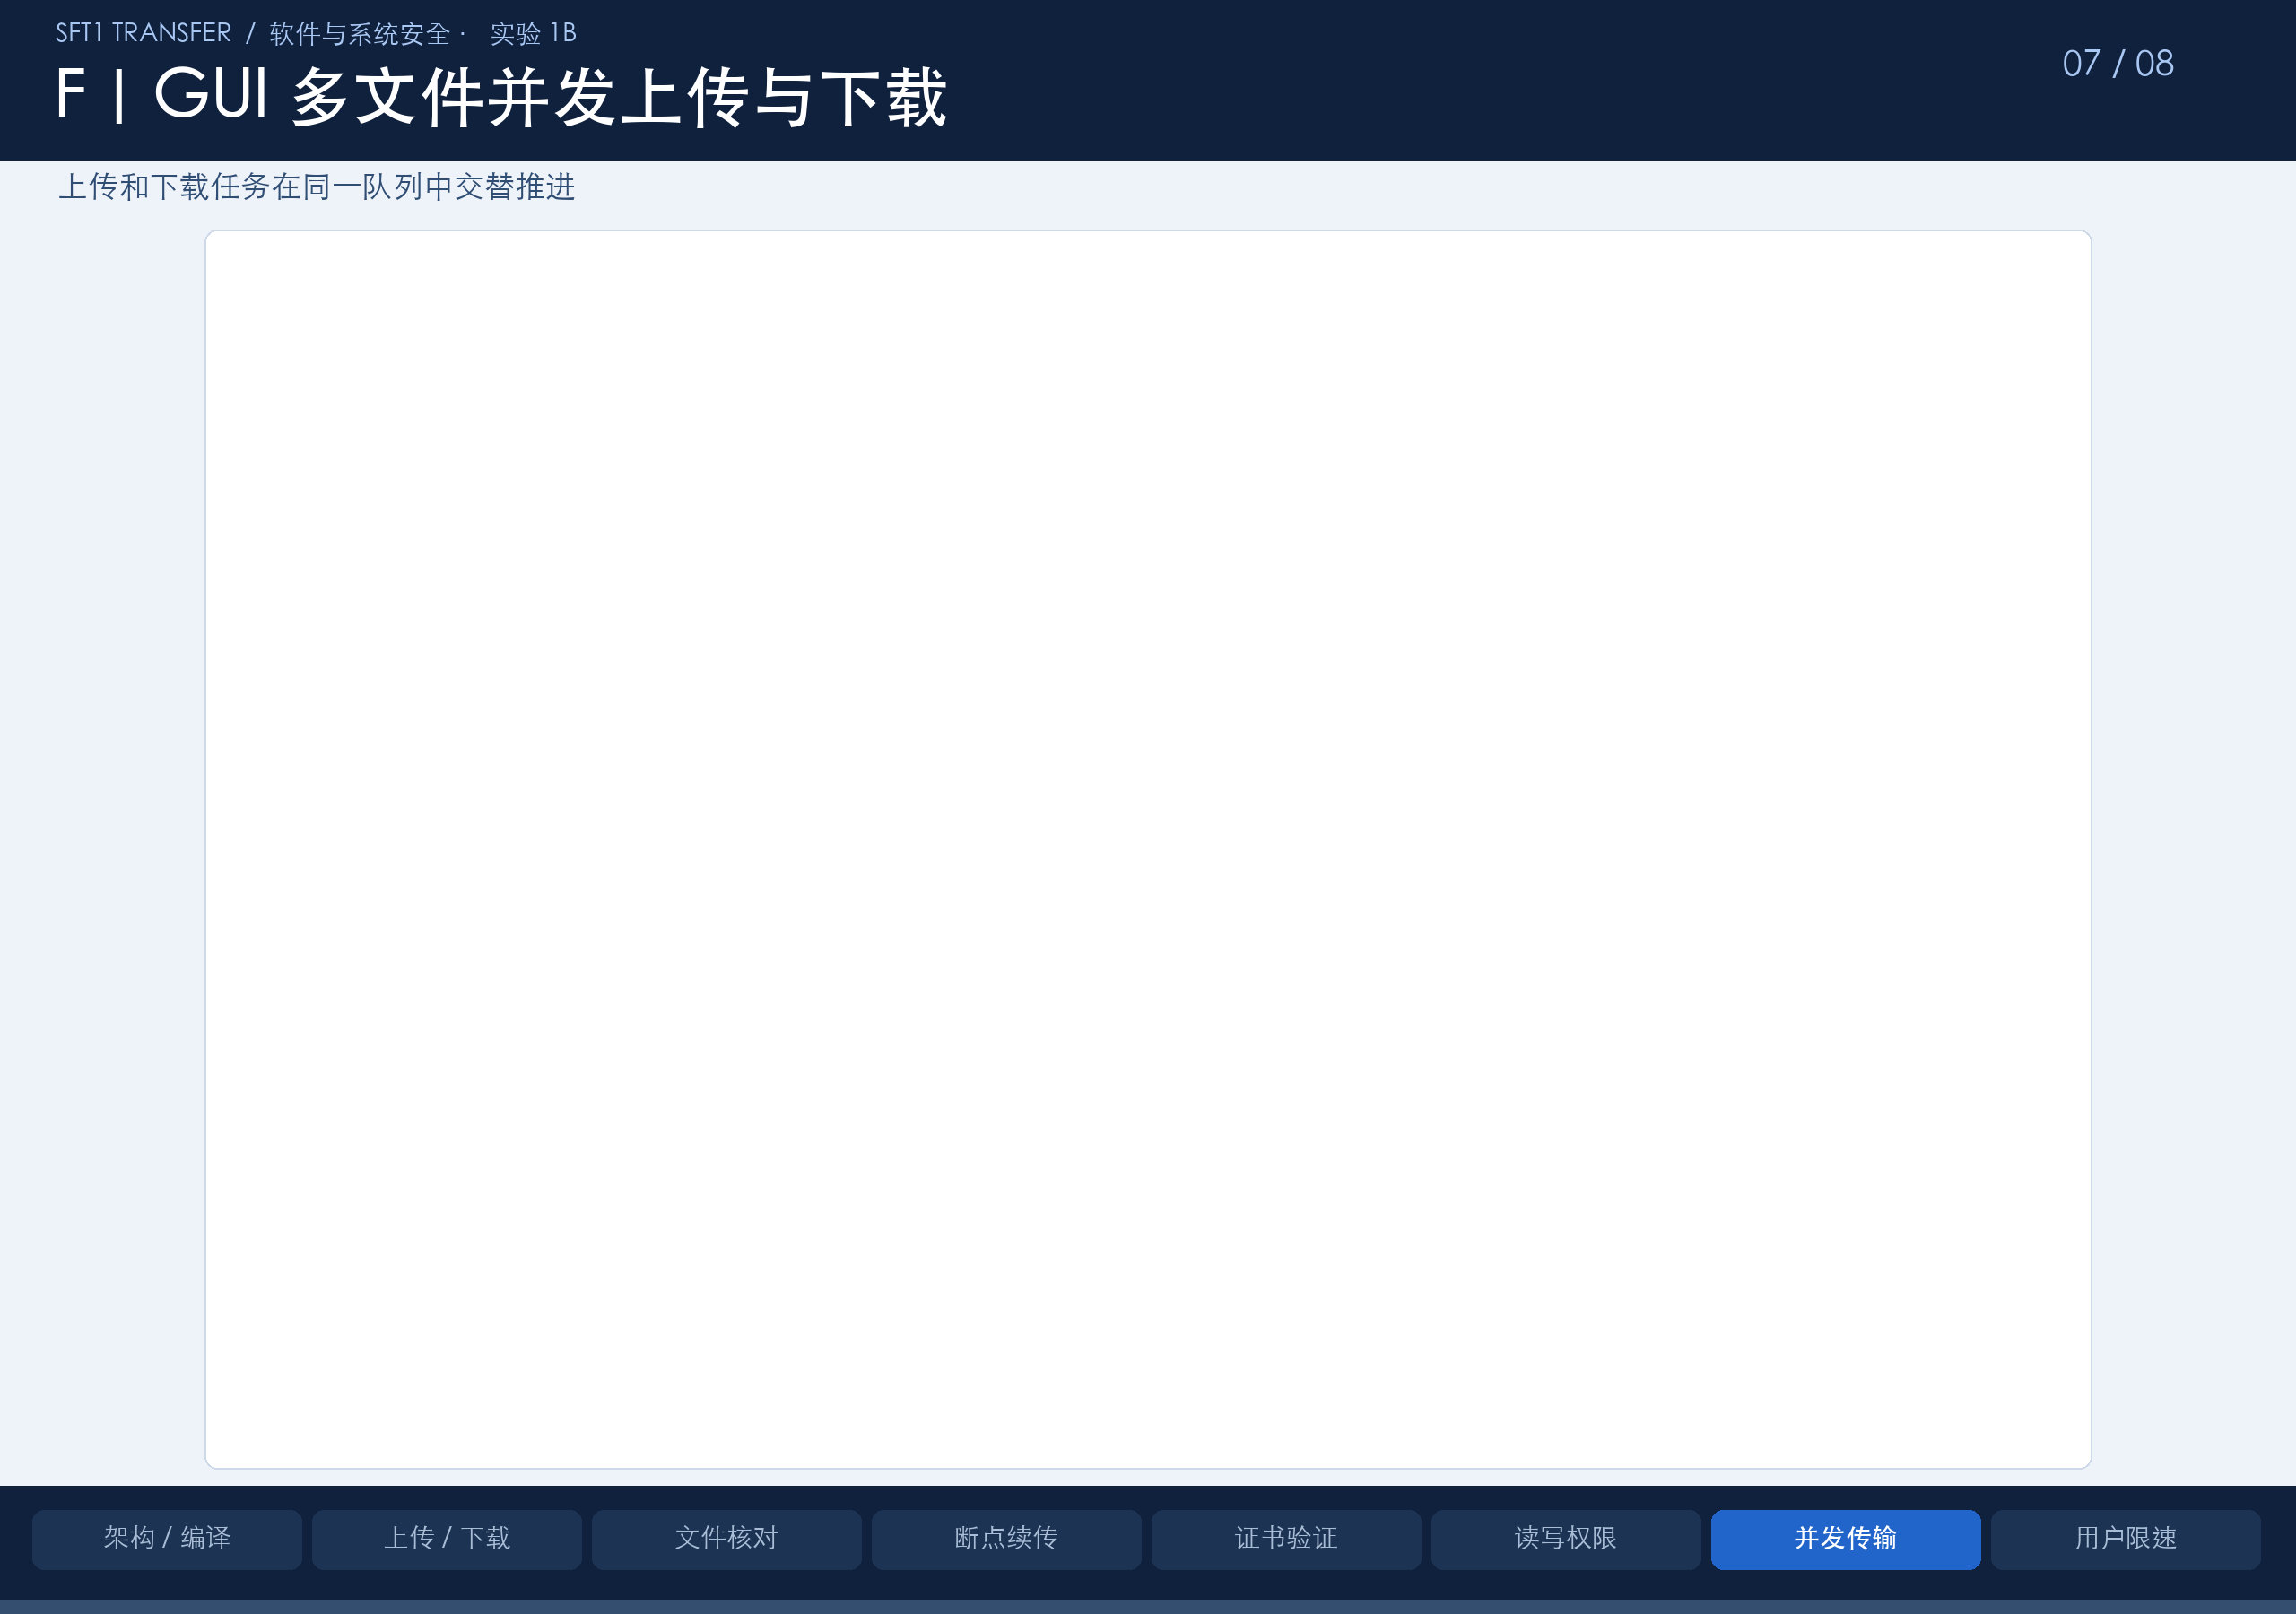 SFT1 TRANSFER / 软件与系统安全 · 实验 1B
07 / 08
F | GUI 多文件并发上传与下载
上传和下载任务在同一队列中交替推进
架构 / 编译
上传 / 下载
文件核对
断点续传
证书验证
读写权限
并发传输
用户限速